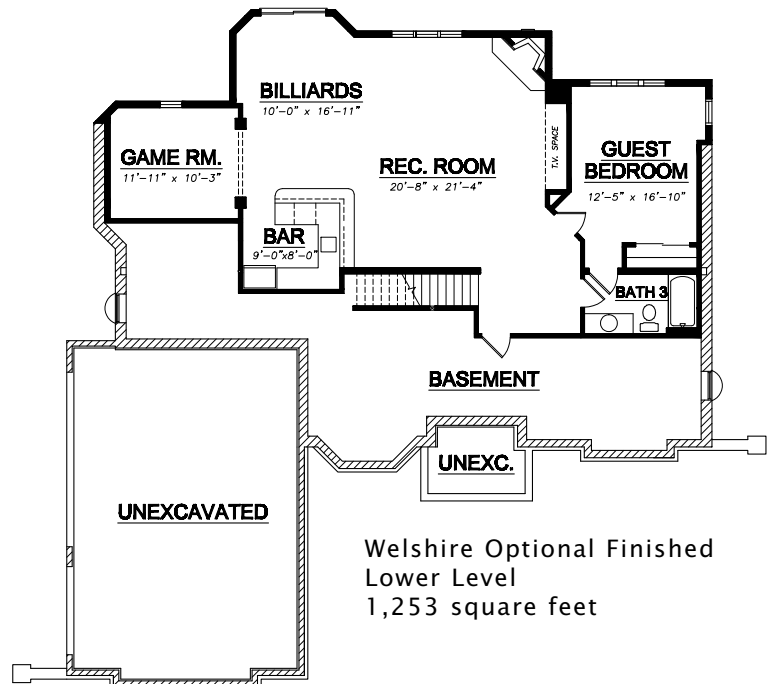 BILLIARDS
10'-0" x 16'-11"
GAME RM.
11'-11" x 10'-3"
REC. ROOM
20'-8" x 21'-4"
T.V. SPACE
GUEST
BEDROOM
12'-5" x 16'-10"
BAR
9'-0"x8'-0"
BATH 3
BASEMENT
UNEXC.
UNEXCAVATED
Welshire Optional Finished
Lower Level
1,253 square feet